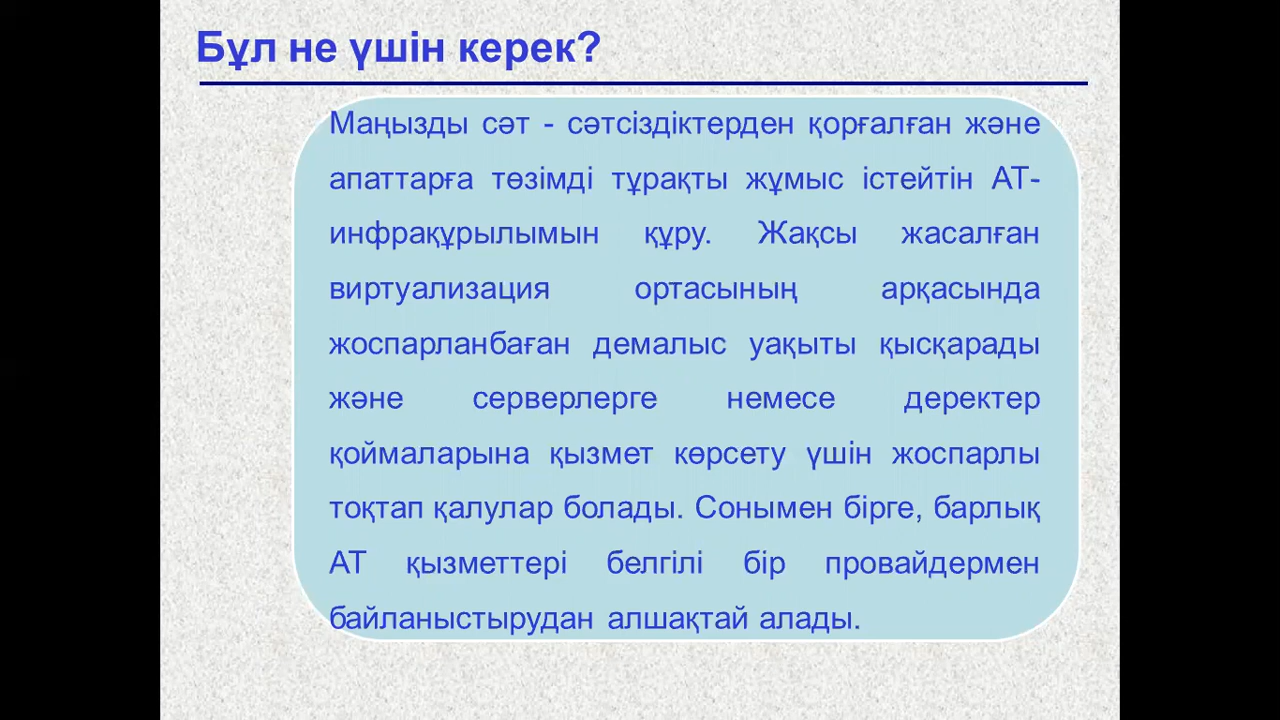 Бұл не үшін керек?
Маңызды сәт - сәтсіздіктерден қорғалған және
апаттарға төзімді тұрақты жұмыс істейтін АТ-
инфрақұрылымын құру. Жақсы жасалған
виртуализация ортасының арқасында
жоспарланбаған демалыс уақыты қысқарады
және серверлерге немесе деректер
қоймаларына қызмет көрсету үшін жоспарлы
тоқтап қалулар болады. Сонымен бірге, барлық
АТ қызметтері белгілі бір провайдермен
байланыстырудан алшақтай алады.